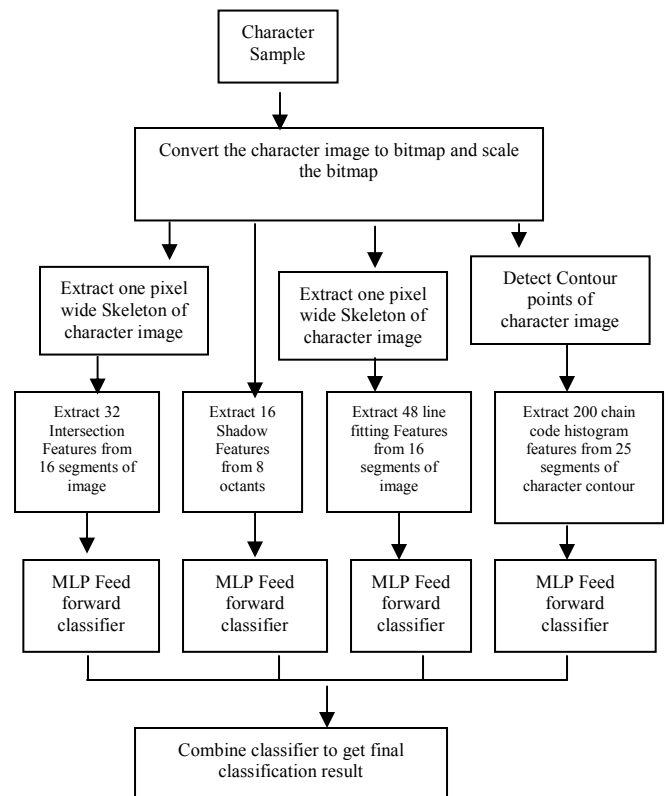 Character
Sample
Convert the character image to bitmap and scale
the bitmap
Extract one pixel
wide Skeleton of
character image
Extract one pixel
wide Skeleton of
character image
Detect Contour
points of
character image
Extract 32
Intersection
Features from
16 segments of
image
Extract 16
Shadow
Features
from 8
octants
Extract 48 line
fitting Features
from 16
segments of
image
Extract 200 chain
code histogram
features from 25
segments of
character contour
MLP Feed
forward
classifier
MLP Feed
forward
classifier
MLP Feed
forward
classifier
MLP Feed
forward
classifier
Combine classifier to get final
classification result